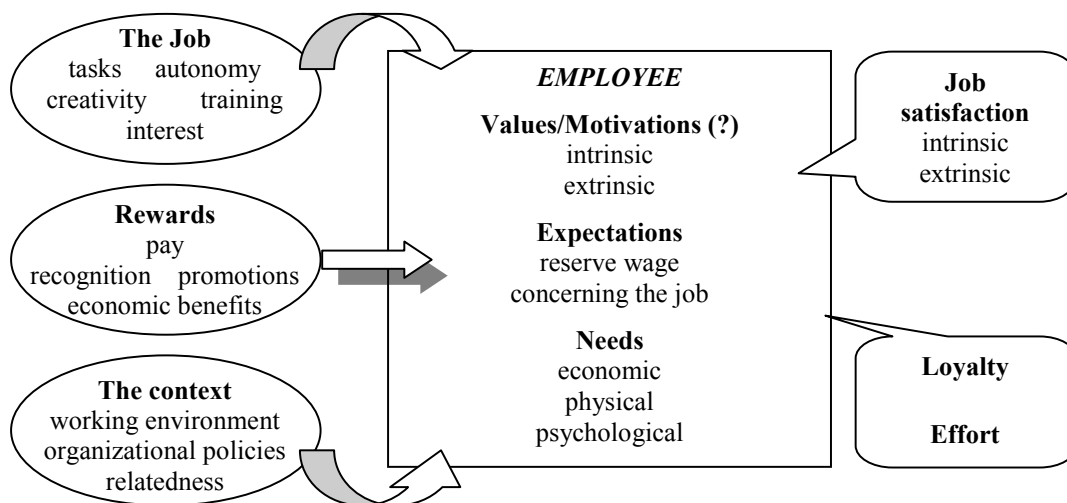 The Job
tasks autonomy
creativity training
interest
Rewards
pay
recognition promotions
economic benefits
The context
working environment
organizational policies
relatedness
EMPLOYEE
Values/Motivations (?)
intrinsic
extrinsic
Expectations
reserve wage
concerning the job
Needs
economic
physical
psychological
Job
satisfaction
intrinsic
extrinsic
Loyalty
Effort